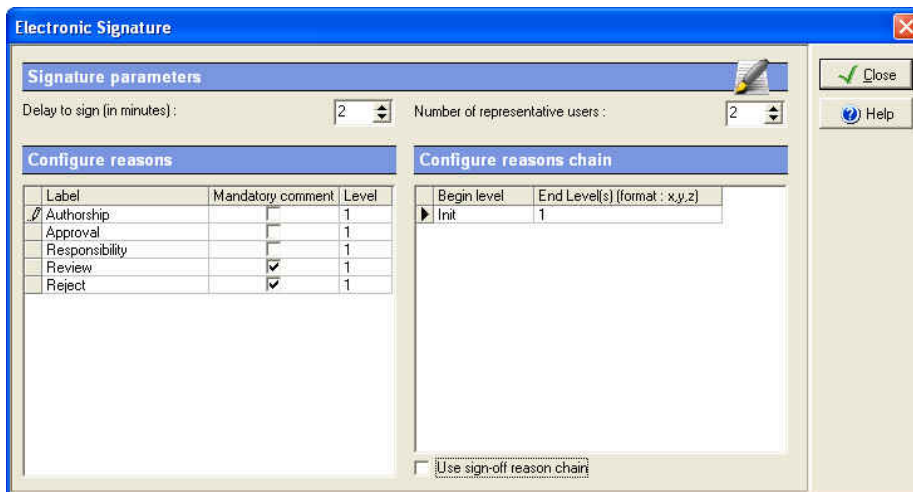 Electronic Signature
Signature parameters
Close
Help
Delay to sign (in minutes) : 2
Number of representative users : 2
Configure reasons
Label Mandatory comment Level
Authorship 1
Approval 1
Responsibility 1
Review 1
Reject 1
Configure reasons chain
Begin level End Level(s) (format : x,y,z)
Init 1
Use sign-off reason chain